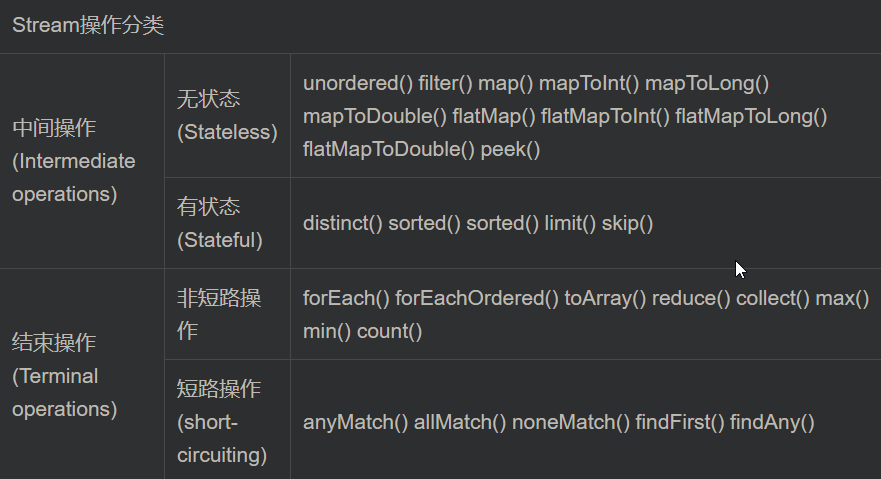 Stream操作分类
中间操作
(Intermediate
operations)
无状态
(Stateless)
unordered() filter() map() mapToInt() mapToLong()
mapToDouble() flatMap() flatMapToInt() flatMapToLong()
flatMapToDouble() peek()
有状态
(Stateful)
distinct() sorted() sorted() limit() skip()
结束操作
(Terminal
operations)
非短路操
作
forEach() forEachOrdered() toArray() reduce() collect() max()
min() count()
短路操作
(short-
circuiting)
anyMatch() allMatch() noneMatch() findFirst() findAny()